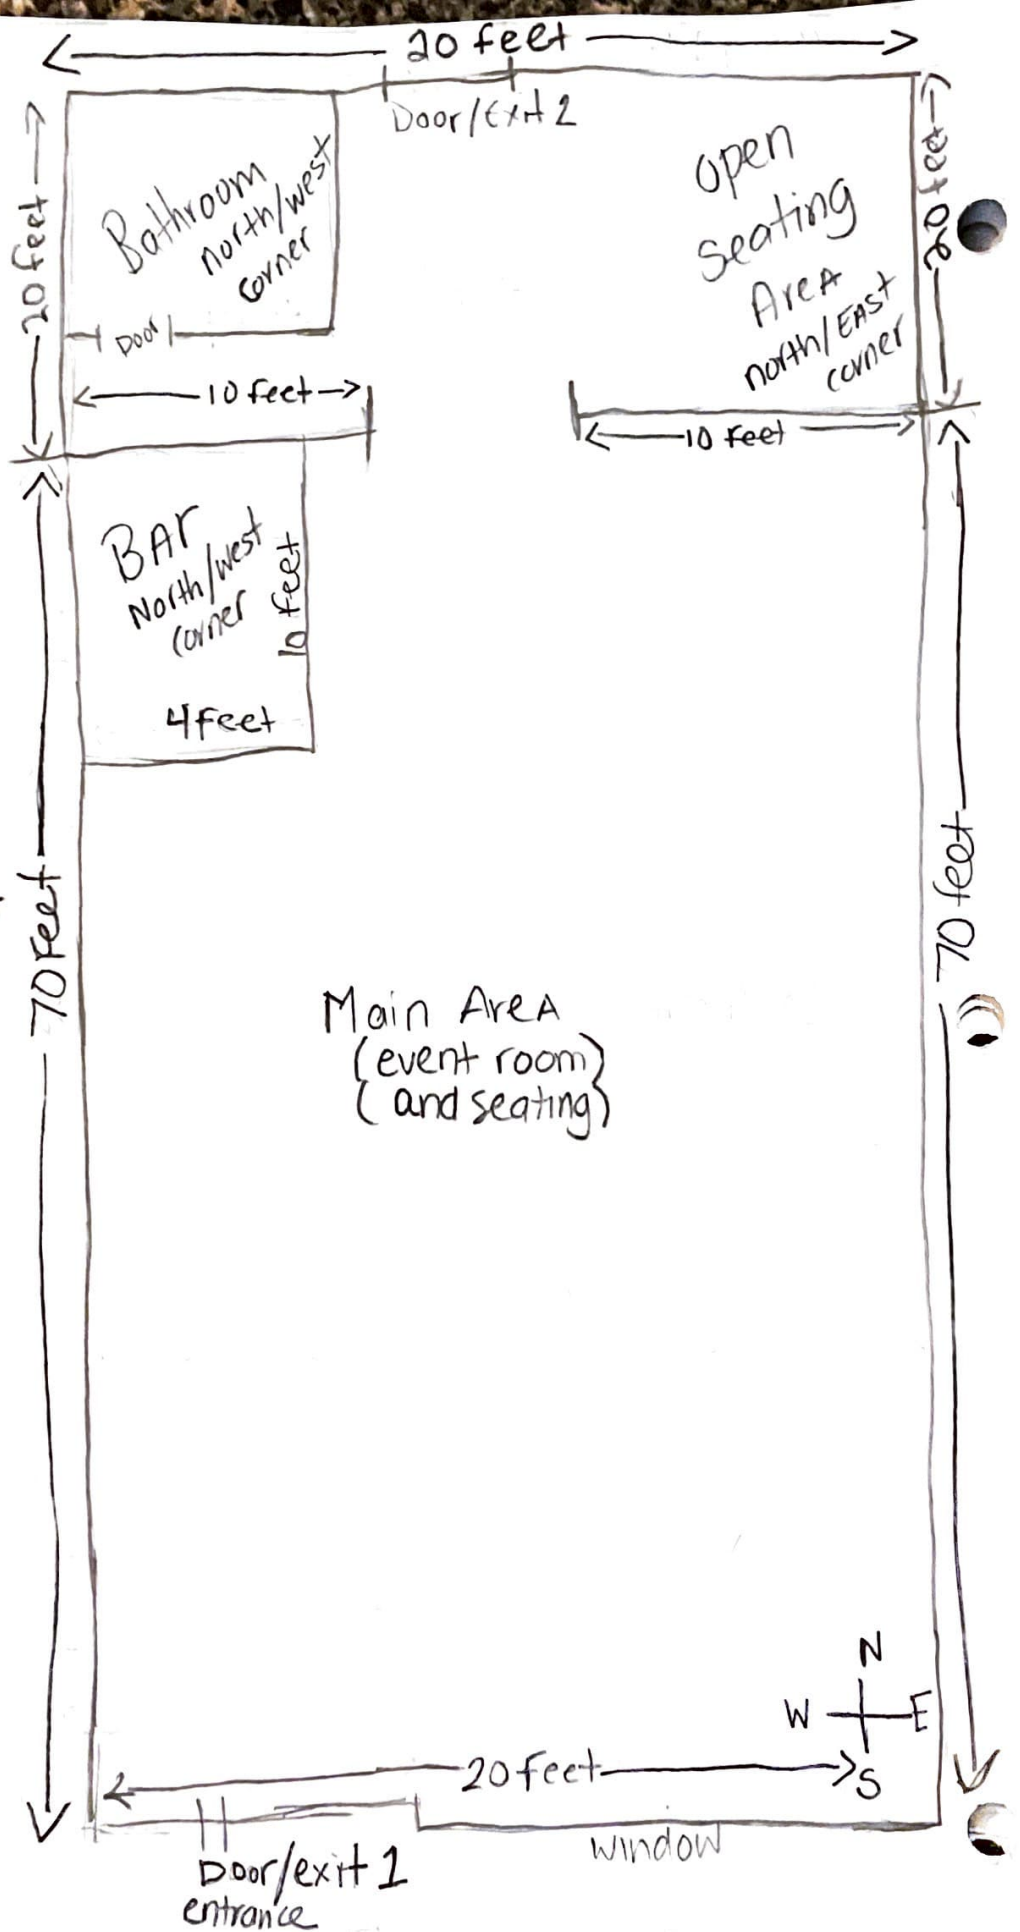 20 feet
Door/Exit 2
20 feet
Bathroom
north/west
corner
Door
open
seating
AreA
north/EAst
corner
20 feet
10 feet
10 feet
BAr
North/west
corner
10 feet
4 feet
70 Feet
70 feet
Main AreA
(event room)
(and seating)
N
W E
S
20 feet
window
Door/exit 1
entrance